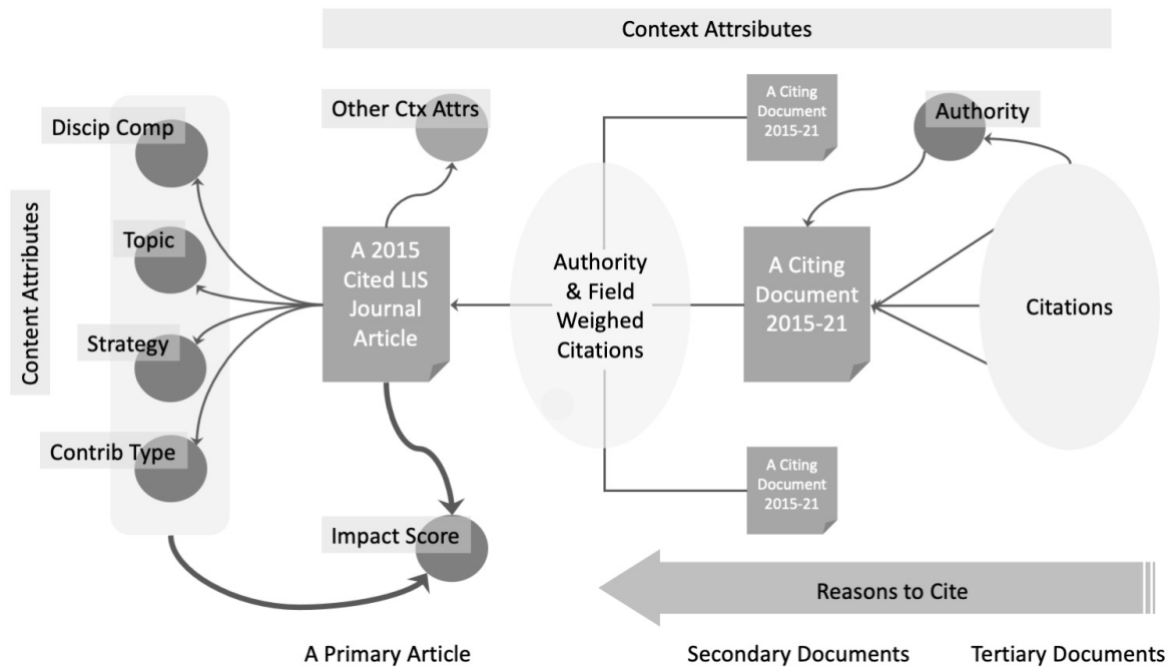 Context Attrsibutes
Content Attributes
Discip Comp
Topic
Strategy
Contrib Type
Other Ctx Attrs
A 2015
Cited LIS
Journal
Article
Impact Score
Authority
& Field
Weighed
Citations
A Citing
Document
2015-21
A Citing
Document
2015-21
A Citing
Document
2015-21
Authority
Citations
Reasons to Cite
A Primary Article
Secondary Documents
Tertiary Documents